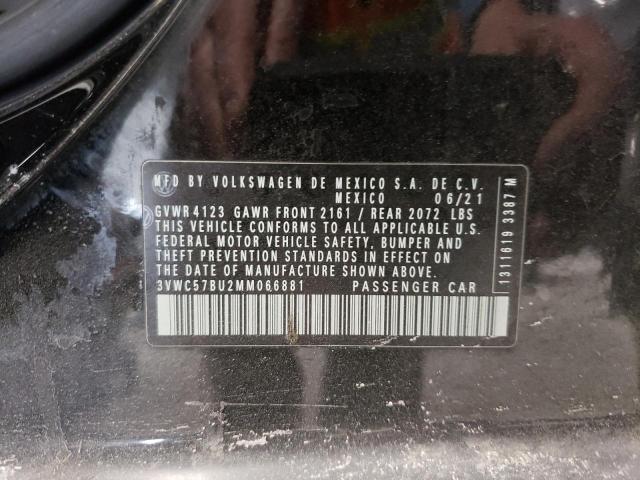 MFD BY VOLKSWAGEN DE MEXICO S.A. DE C.V.
MEXICO 06/21
GVWR 4123 GAWR FRONT 2161 / REAR 2072 LBS
THIS VEHICLE CONFORMS TO ALL APPLICABLE U.S.
FEDERAL MOTOR VEHICLE SAFETY, BUMPER AND
THEFT PREVENTION STANDARDS IN EFFECT ON
THE DATE OF MANUFACTURE SHOWN ABOVE.
3VWC57BU2MM066881 PASSENGER CAR
1311619 3387 M